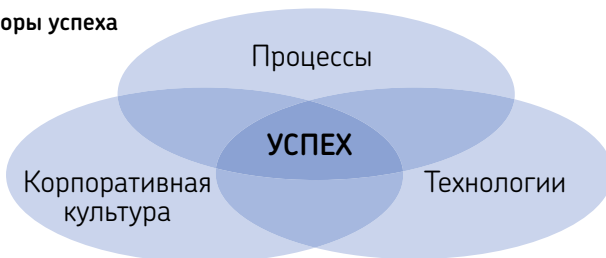 оры успеха
Процессы
УСПЕХ
Корпоративная
культура
Технологии